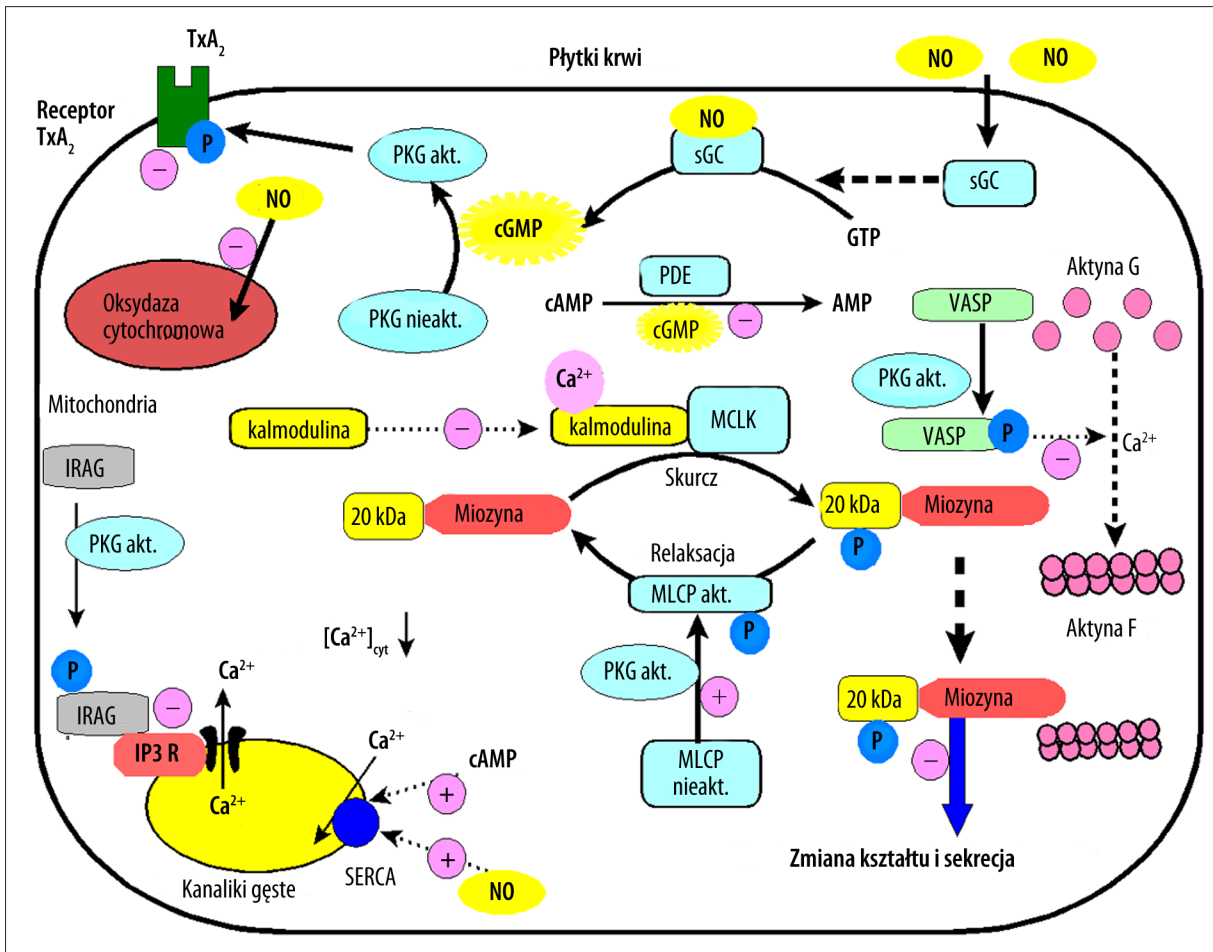 TxA2
Płytki krwi
NO
NO
Receptor
TxA2
P
−
PKG akt.
NO
sGC
sGC
NO
−
cGMP
GTP
Oksydaza
cytochromowa
PKG nieakt.
PDE
cAMP
AMP
cGMP
−
Aktyna G
VASP
PKG akt.
Mitochondria
Ca2+
kalmodulina
−
kalmodulina
MCLK
VASP
P
−
Ca2+
IRAG
Skurcz
20 kDa
Miozyna
20 kDa
Miozyna
P
PKG akt.
Relaksacja
MLCP akt.
P
Aktyna F
[Ca2+]cyt
PKG akt.
+
P
Ca2+
IRAG
−
IP3 R
Ca2+
Ca2+
cAMP
+
MLCP
nieakt.
20 kDa
Miozyna
P
−
+
Kanaliki gęste
SERCA
NO
Zmiana kształtu i sekrecja